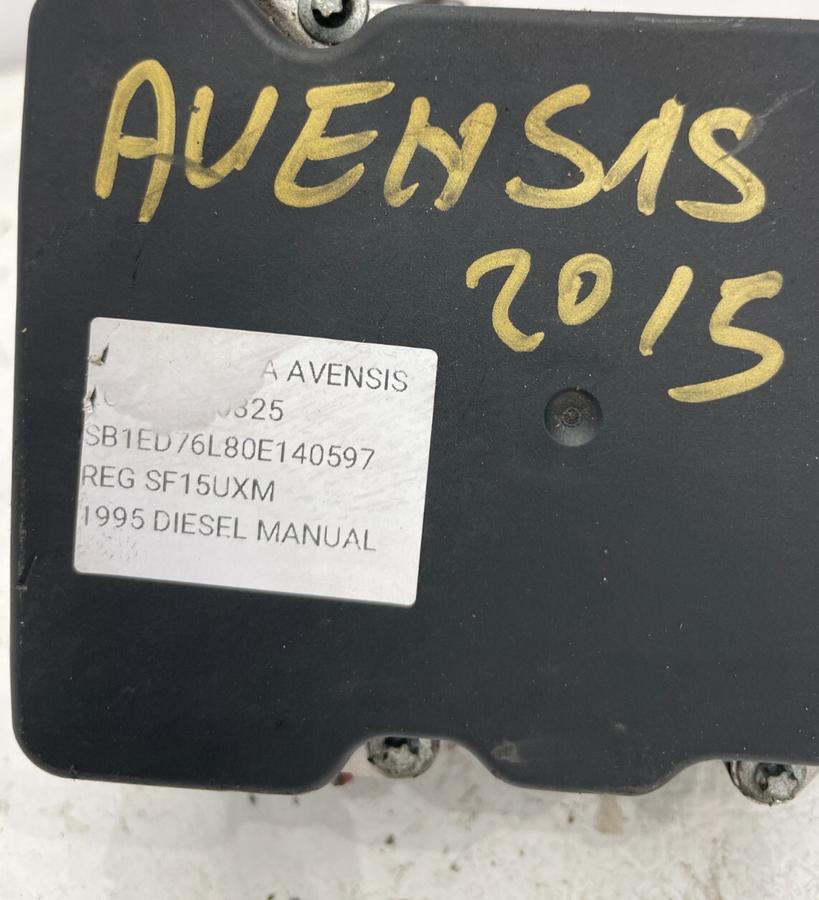 AVENSIS
2015
A AVENSIS
0325
SB1ED76L80E140597
REG SF15UXM
1995 DIESEL MANUAL